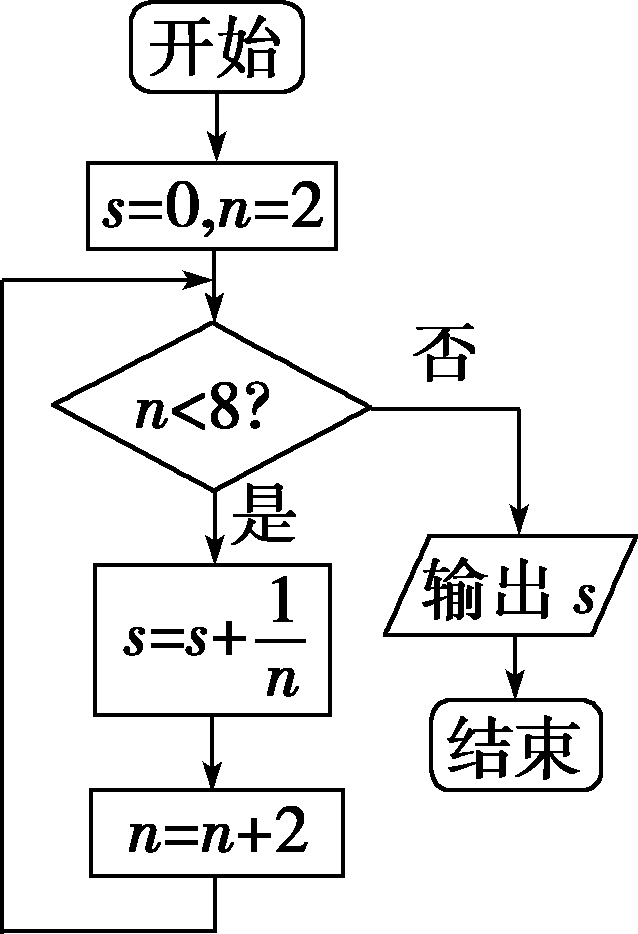 开始
s=0,n=2
n<8?
否
是
s=s+1/n
输出 s
n=n+2
结束